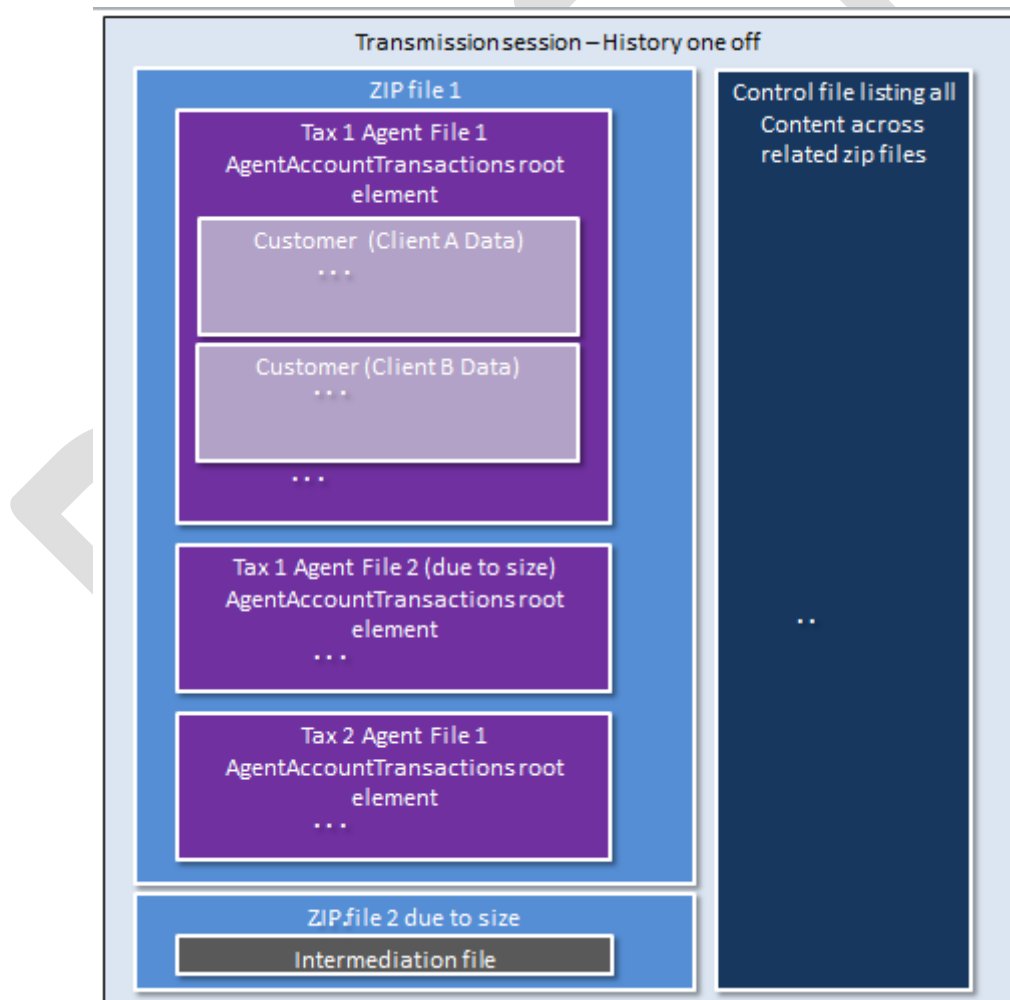 Transmission session – History one off
ZIP file 1
Tax 1 Agent File 1
AgentAccountTransactions root
element
Customer (Client A Data)
. . .
Customer (Client B Data)
. . .
. . .
Tax 1 Agent File 2 (due to size)
AgentAccountTransactions root
element
. . .
Tax 2 Agent File 1
AgentAccountTransactions root
element
. . .
ZIP.file 2 due to size
Intermediation file
Control file listing all
Content across
related zip files
. .